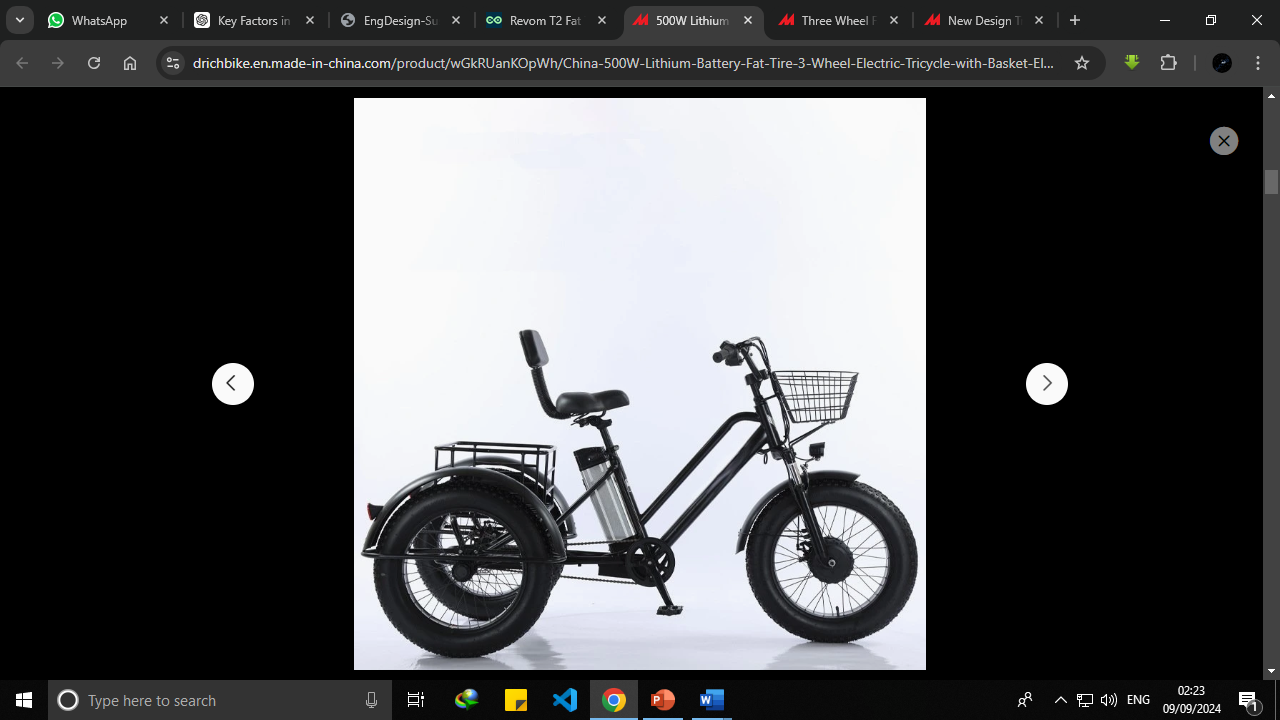 WhatsApp
Key Factors in
EngDesign-Su
Revom T2 Fat
500W Lithium
Three Wheel F
New Design T
drichbike.en.made-in-china.com/product/wGkRUanKOpWh/China-500W-Lithium-Battery-Fat-Tire-3-Wheel-Electric-Tricycle-with-Basket-El...
Type here to search
ENG
02:23
09/09/2024
1